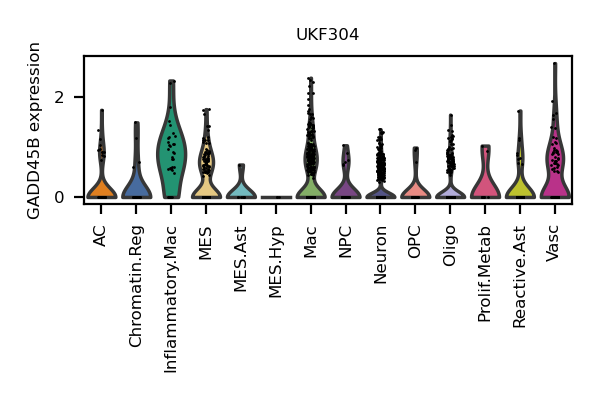 UKF304
GADD45B expression
2
0
AC
Chromatin.Reg
Inflammatory.Mac
MES
MES.Ast
MES.Hyp
Mac
NPC
Neuron
OPC
Oligo
Prolif.Metab
Reactive.Ast
Vasc